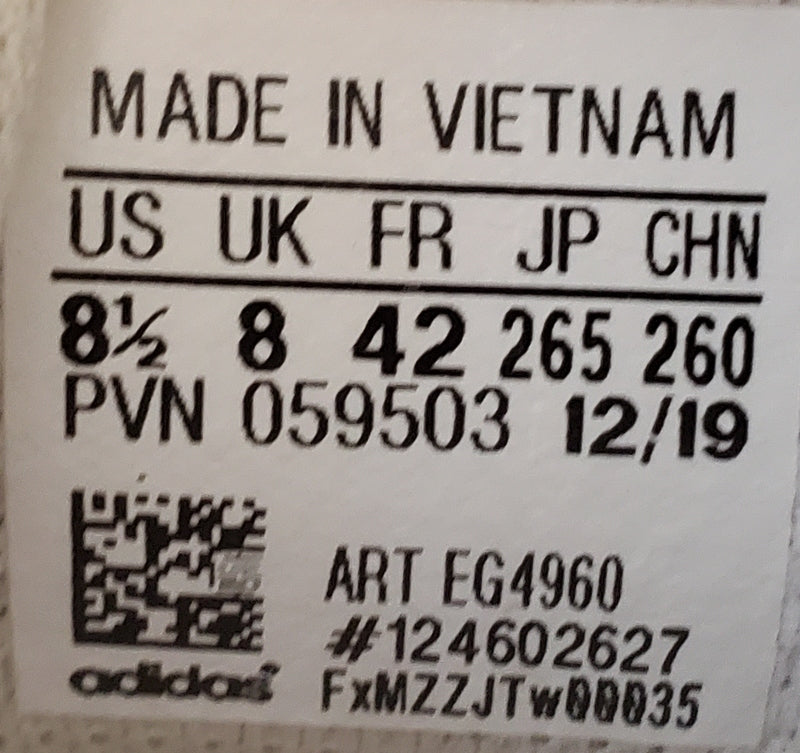 MADE IN VIETNAM
US UK FR JP CHN
8½ 8 42 265 260
PVN 059503 12/19
ART EG4960
#124602627
adidas
FxMZZJTw00035